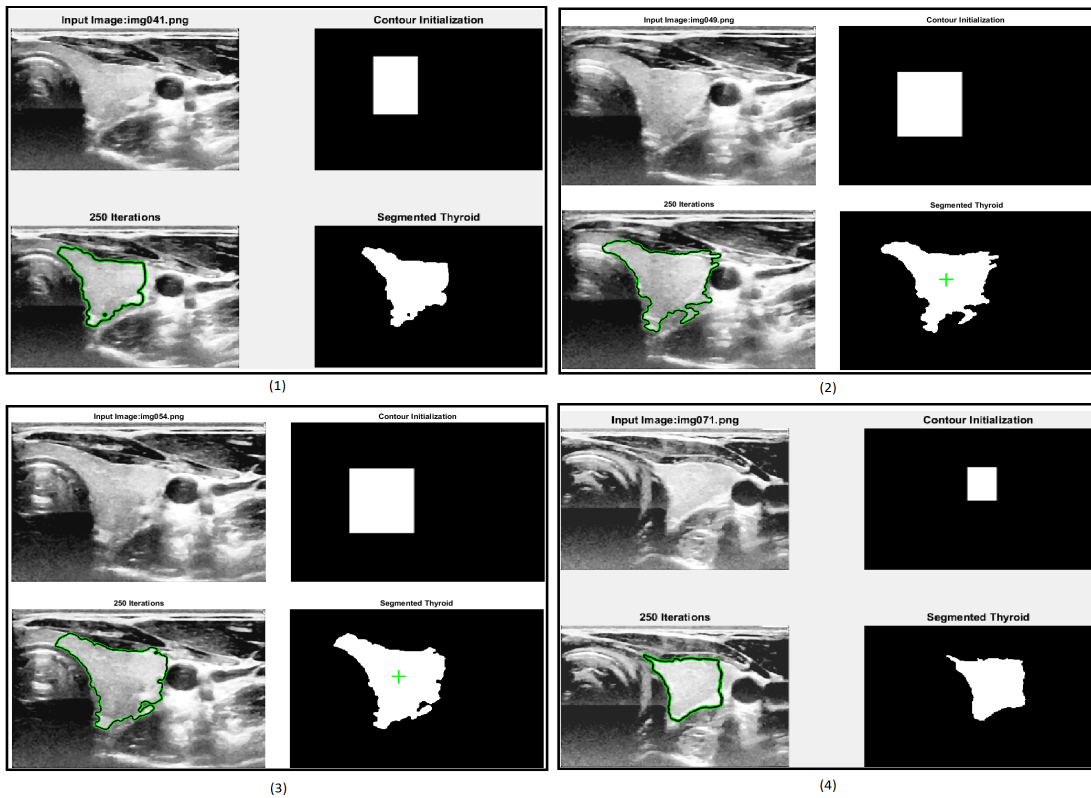 Input Image:img041.png
Contour Initialization
250 Iterations
Segmented Thyroid
(1)
Input Image:img049.png
Contour Initialization
250 Iterations
Segmented Thyroid
(2)
Input Image:img054.png
Contour Initialization
250 Iterations
Segmented Thyroid
(3)
Input Image:img071.png
Contour Initialization
250 Iterations
Segmented Thyroid
(4)